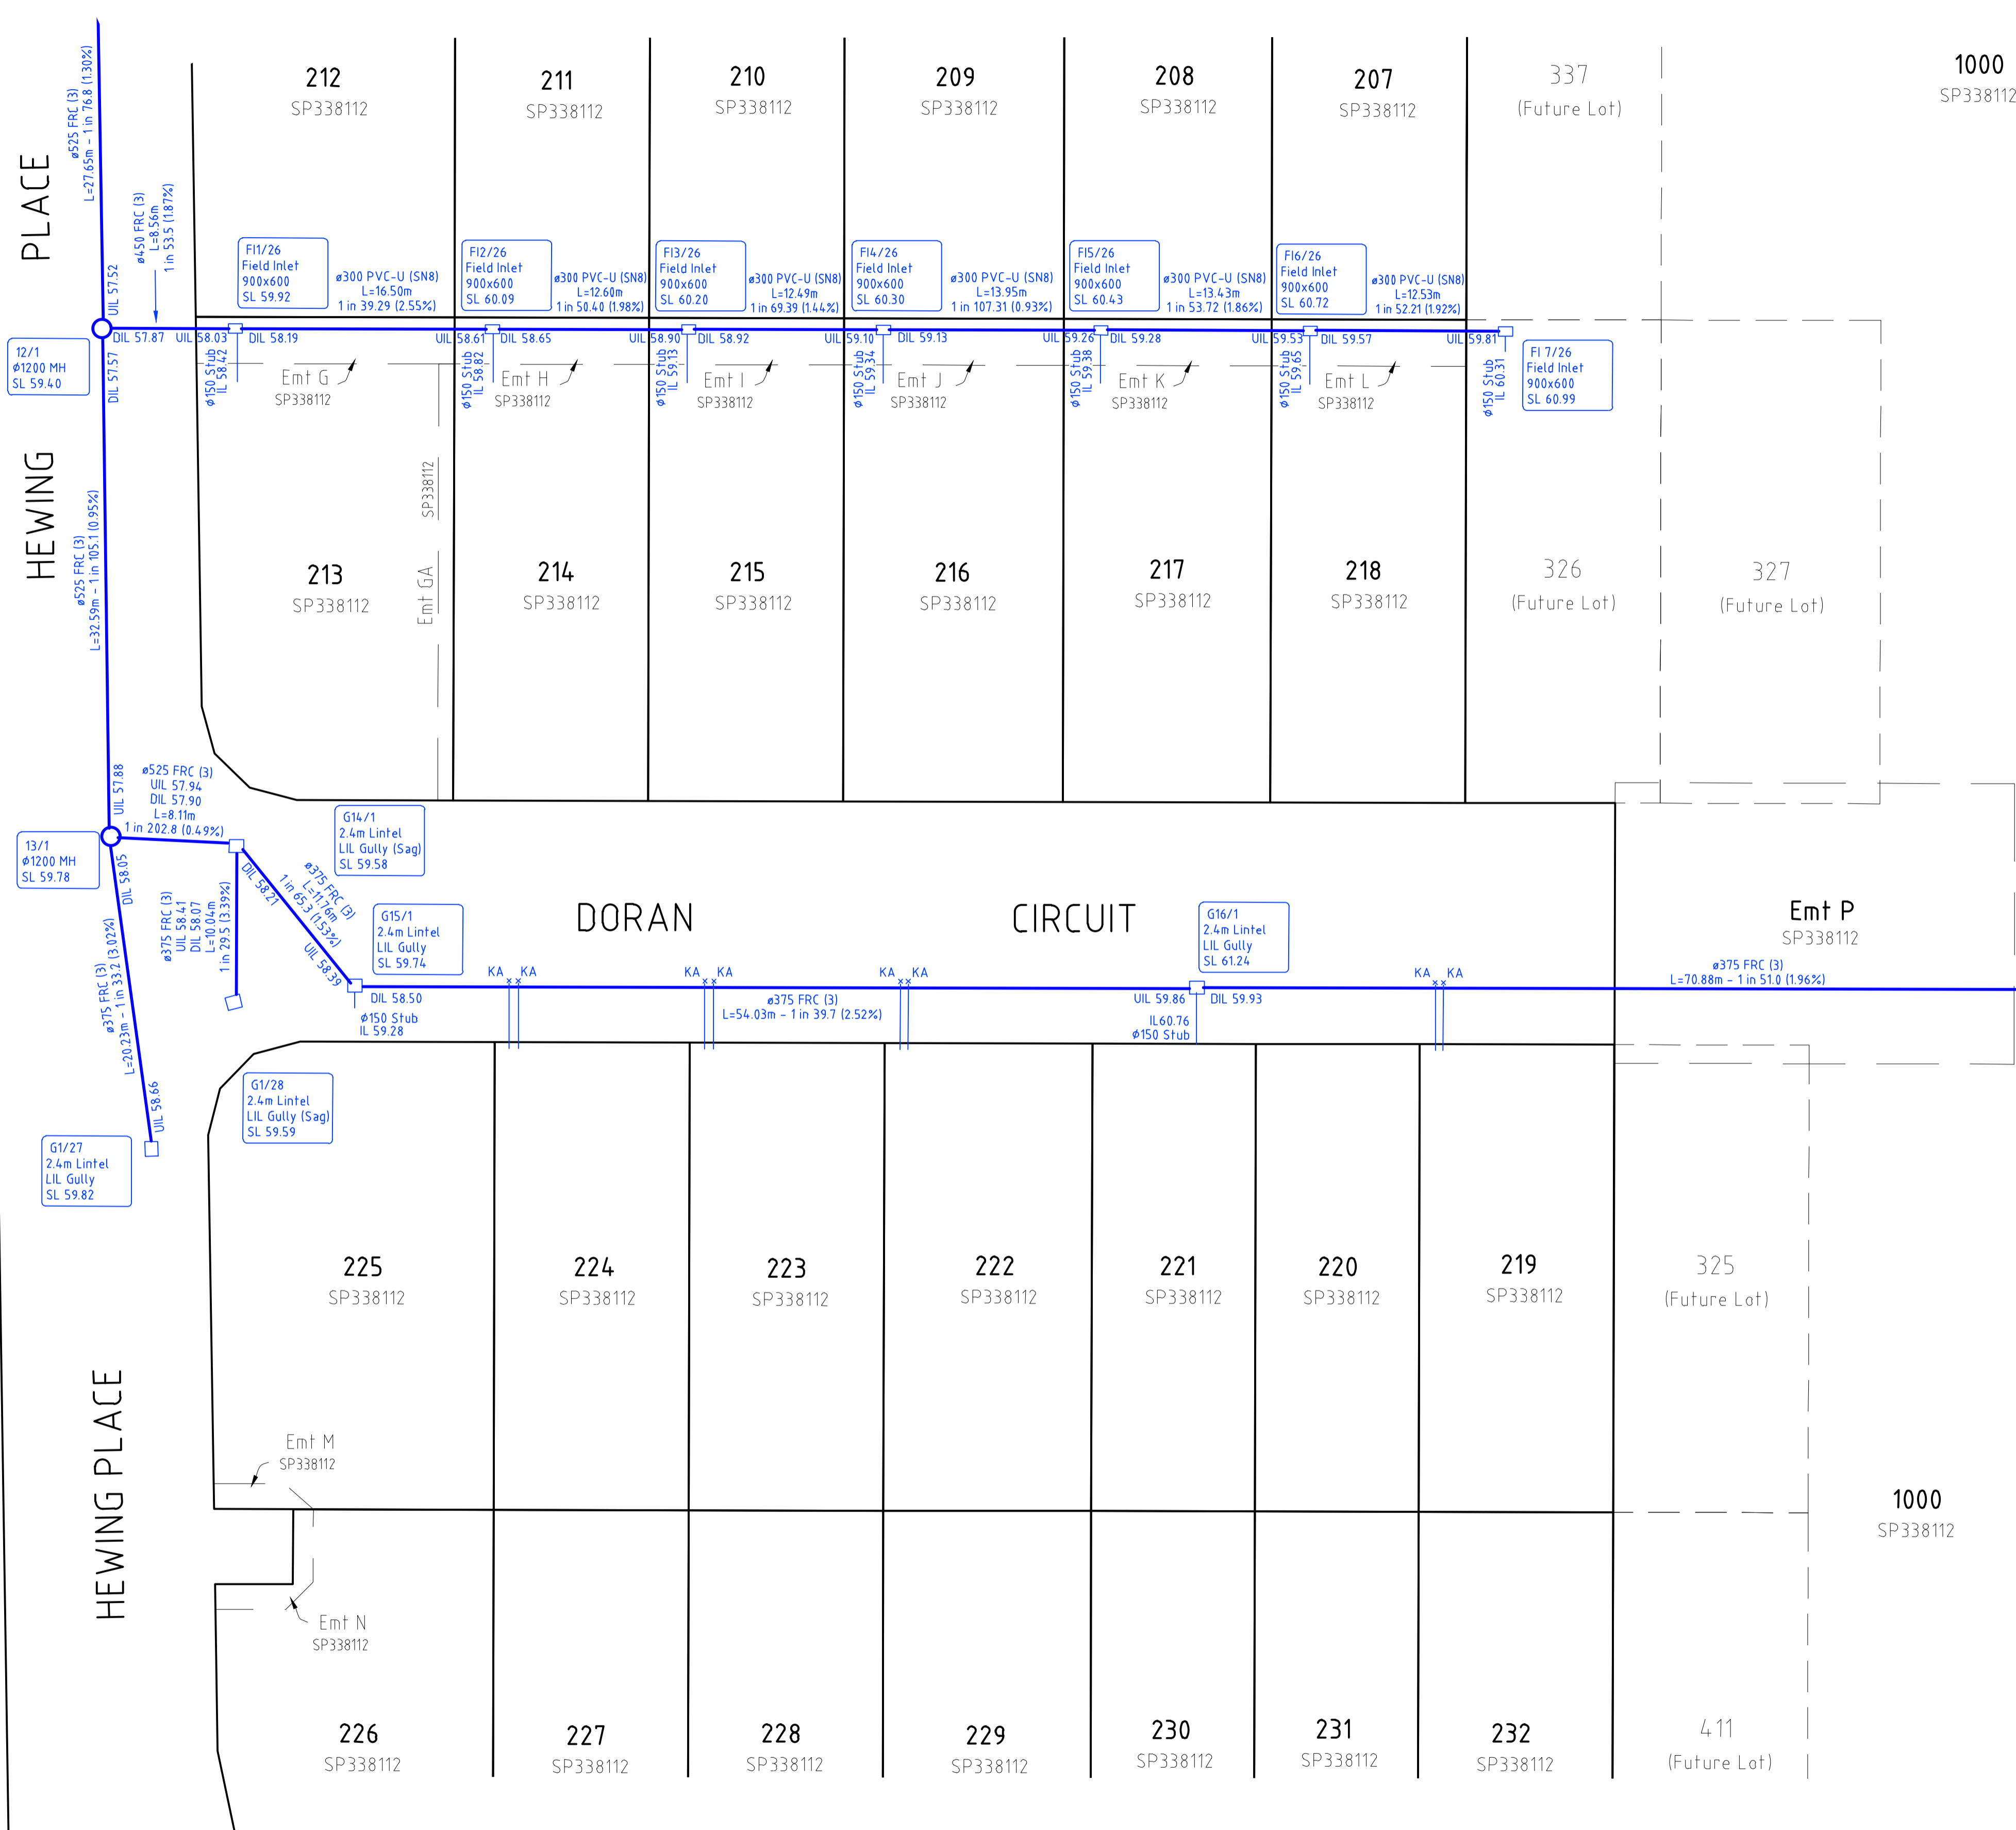 212
SP338112
211
SP338112
210
SP338112
209
SP338112
208
SP338112
207
SP338112
337
(Future Lot)
1000
SP338112
ø525 FRC (3)
L=27.65m - 1 in 76.8 (1.30%)
PLACE
HEWING
ø450 FRC (3)
L=8.56m
1 in 53.5 (1.87%)
UIL 57.52
FI1/26
Field Inlet
900x600
SL 59.92
ø300 PVC-U (SN8)
L=16.50m
1 in 39.29 (2.55%)
FI2/26
Field Inlet
900x600
SL 60.09
ø300 PVC-U (SN8)
L=12.60m
1 in 50.40 (1.98%)
FI3/26
Field Inlet
900x600
SL 60.20
ø300 PVC-U (SN8)
L=12.49m
1 in 69.39 (1.44%)
FI4/26
Field Inlet
900x600
SL 60.30
ø300 PVC-U (SN8)
L=13.95m
1 in 107.31 (0.93%)
FI5/26
Field Inlet
900x600
SL 60.43
ø300 PVC-U (SN8)
L=13.43m
1 in 53.72 (1.86%)
FI6/26
Field Inlet
900x600
SL 60.72
ø300 PVC-U (SN8)
L=12.53m
1 in 52.21 (1.92%)
12/1
ϕ1200 MH
SL 59.40
DIL 57.87
UIL 58.03
DIL 58.19
UIL 58.61
DIL 58.65
UIL 58.90
DIL 58.92
UIL 59.10
DIL 59.13
UIL 59.26
DIL 59.28
UIL 59.53
DIL 59.57
UIL 59.81
DIL 57.57
ϕ150 Stub
IL 58.42
ϕ150 Stub
IL 58.82
ϕ150 Stub
IL 59.13
ϕ150 Stub
IL 59.34
ϕ150 Stub
IL 59.38
ϕ150 Stub
IL 59.65
ϕ150 Stub
IL 60.31
FI 7/26
Field Inlet
900x600
SL 60.99
Emt G
SP338112
Emt H
SP338112
Emt I
SP338112
Emt J
SP338112
Emt K
SP338112
Emt L
SP338112
Emt GA
SP338112
ø525 FRC (3)
L=32.59m - 1 in 105.1 (0.95%)
213
SP338112
214
SP338112
215
SP338112
216
SP338112
217
SP338112
218
SP338112
326
(Future Lot)
327
(Future Lot)
UIL 57.88
ø525 FRC (3)
UIL 57.94
DIL 57.90
L=8.11m
1 in 202.8 (0.49%)
13/1
ϕ1200 MH
SL 59.78
G14/1
2.4m Lintel
LIL Gully (Sag)
SL 59.58
DIL 58.05
ø375 FRC (3)
UIL 58.41
DIL 58.07
L=10.04m
1 in 29.5 (3.39%)
DIL 58.21
ø375 FRC (3)
L=11.76m
1 in 65.3 (1.53%)
UIL 58.39
G15/1
2.4m Lintel
LIL Gully
SL 59.74
DORAN
CIRCUIT
G16/1
2.4m Lintel
LIL Gully
SL 61.24
Emt P
SP338112
ø375 FRC (3)
L=70.88m - 1 in 51.0 (1.96%)
KA KA
KA KA
KA KA
KA KA
DIL 58.50
ϕ150 Stub
IL 59.28
ø375 FRC (3)
L=54.03m - 1 in 39.7 (2.52%)
UIL 59.86
DIL 59.93
IL60.76
ϕ150 Stub
ø375 FRC (3)
L=20.23m - 1 in 33.2 (3.02%)
UIL 58.66
G1/28
2.4m Lintel
LIL Gully (Sag)
SL 59.59
G1/27
2.4m Lintel
LIL Gully
SL 59.82
225
SP338112
224
SP338112
223
SP338112
222
SP338112
221
SP338112
220
SP338112
219
SP338112
325
(Future Lot)
HEWING PLACE
Emt M
SP338112
Emt N
SP338112
1000
SP338112
226
SP338112
227
SP338112
228
SP338112
229
SP338112
230
SP338112
231
SP338112
232
SP338112
411
(Future Lot)